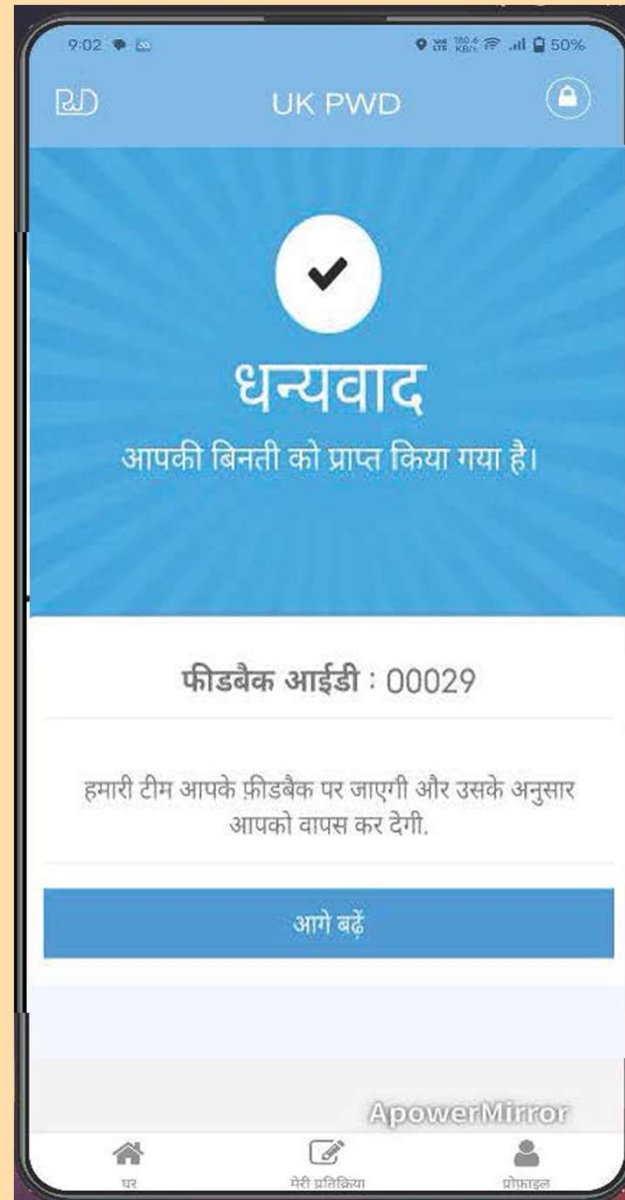 9:02
50%
UK PWD
धन्यवाद
आपकी बिनती को प्राप्त किया गया है।
फीडबैक आईडी : 00029
हमारी टीम आपके फ़ीडबैक पर जाएगी और उसके अनुसार
आपको वापस कर देगी.
आगे बढ़ें
ApowerMirror
घर
मेरी प्रतिक्रिया
प्रोफ़ाइल